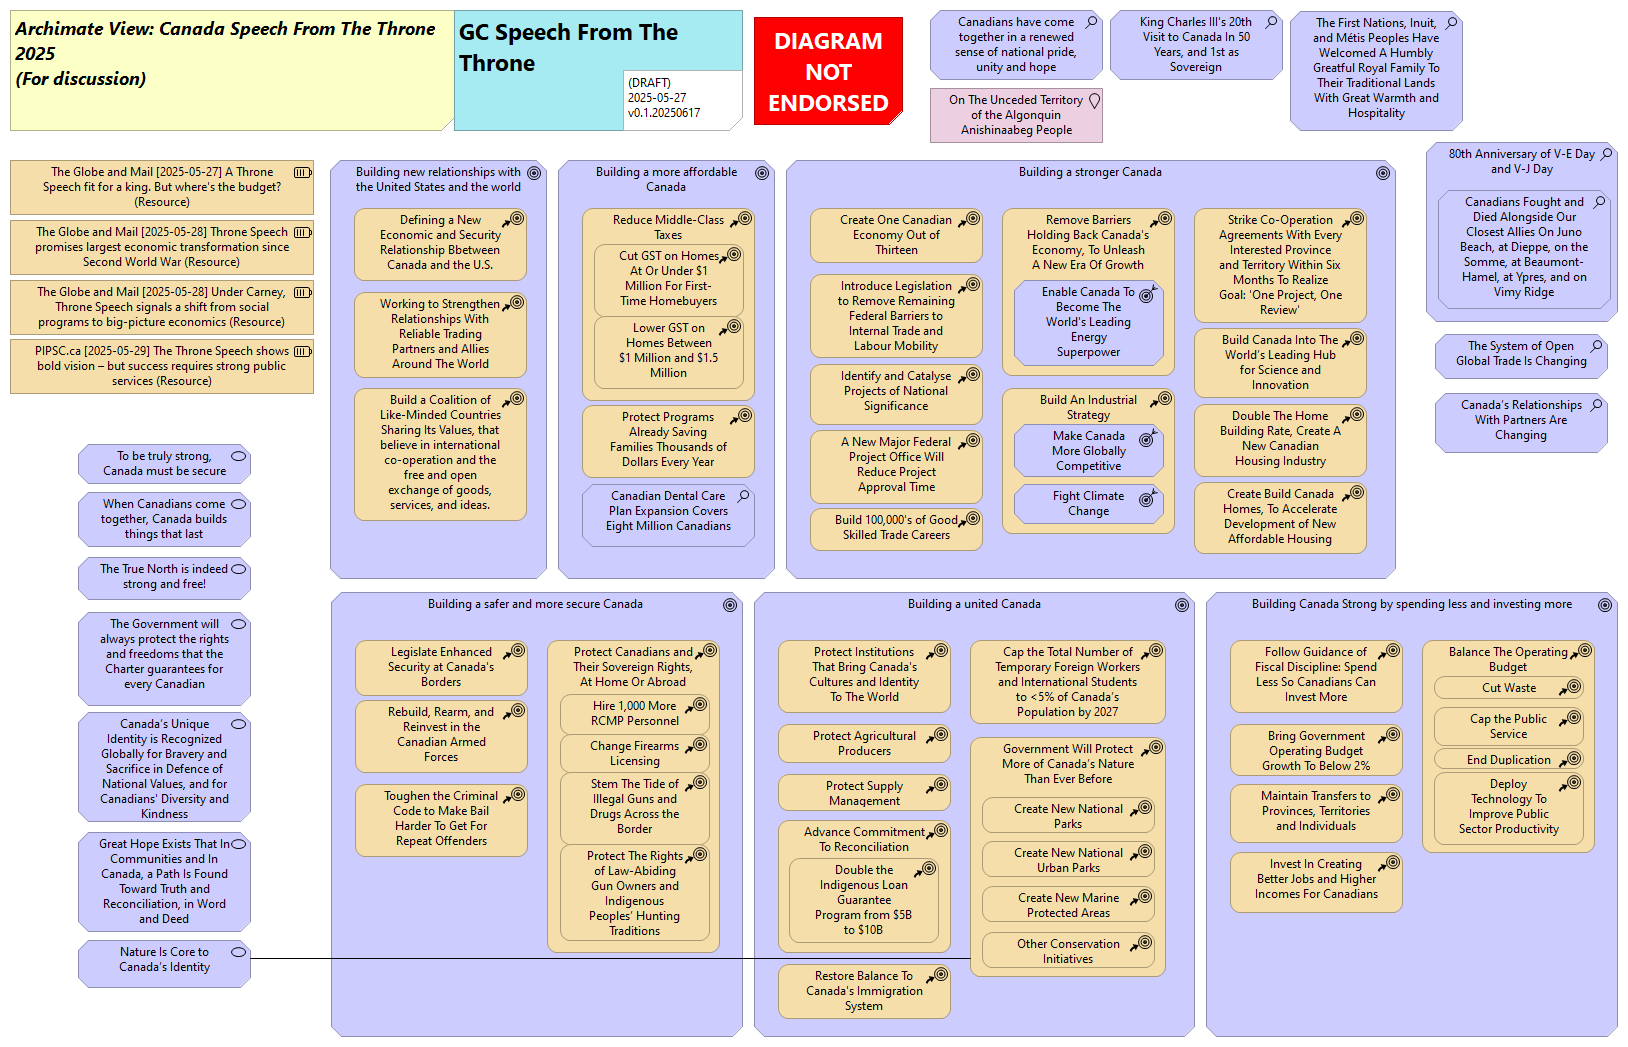 Archimate View: Canada Speech From The Throne
2025
(For discussion)
GC Speech From The
Throne
(DRAFT)
2025-05-27
v0.1.20250617
DIAGRAM
NOT
ENDORSED
Canadians have come
together in a renewed
sense of national pride,
unity and hope
King Charles III's 20th
Visit to Canada In 50
Years, and 1st as
Sovereign
The First Nations, Inuit,
and Métis Peoples Have
Welcomed A Humbly
Greatful Royal Family To
Their Traditional Lands
With Great Warmth and
Hospitality
On The Unceded Territory
of the Algonquin
Anishinaabeg People
The Globe and Mail [2025-05-27] A Throne
Speech fit for a king. But where's the budget?
(Resource)
The Globe and Mail [2025-05-28] Throne Speech
promises largest economic transformation since
Second World War (Resource)
The Globe and Mail [2025-05-28] Under Carney,
Throne Speech signals a shift from social
programs to big-picture economics (Resource)
PIPSC.ca [2025-05-29] The Throne Speech shows
bold vision – but success requires strong public
services (Resource)
Building new relationships with
the United States and the world
Defining a New
Economic and Security
Relationship Bbetween
Canada and the U.S.
Working to Strengthen
Relationships With
Reliable Trading
Partners and Allies
Around The World
Build a Coalition of
Like-Minded Countries
Sharing Its Values, that
believe in international
co-operation and the
free and open
exchange of goods,
services, and ideas.
Building a more affordable
Canada
Reduce Middle-Class
Taxes
Cut GST on Homes
At Or Under $1
Million For First-
Time Homebuyers
Lower GST on
Homes Between
$1 Million and $1.5
Million
Protect Programs
Already Saving
Families Thousands of
Dollars Every Year
Canadian Dental Care
Plan Expansion Covers
Eight Million Canadians
Building a stronger Canada
Create One Canadian
Economy Out of
Thirteen
Introduce Legislation
to Remove Remaining
Federal Barriers to
Internal Trade and
Labour Mobility
Identify and Catalyse
Projects of National
Significance
A New Major Federal
Project Office Will
Reduce Project
Approval Time
Build 100,000's of Good
Skilled Trade Careers
Remove Barriers
Holding Back Canada's
Economy, To Unleash
A New Era Of Growth
Enable Canada To
Become The
World's Leading
Energy
Superpower
Build An Industrial
Strategy
Make Canada
More Globally
Competitive
Fight Climate
Change
Strike Co-Operation
Agreements With Every
Interested Province
and Territory Within Six
Months To Realize
Goal: 'One Project, One
Review'
Build Canada Into The
World's Leading Hub
for Science and
Innovation
Double The Home
Building Rate, Create A
New Canadian
Housing Industry
Create Build Canada
Homes, To Accelerate
Development of New
Affordable Housing
80th Anniversary of V-E Day
and V-J Day
Canadians Fought and
Died Alongside Our
Closest Allies On Juno
Beach, at Dieppe, on the
Somme, at Beaumont-
Hamel, at Ypres, and on
Vimy Ridge
The System of Open
Global Trade Is Changing
Canada's Relationships
With Partners Are
Changing
To be truly strong,
Canada must be secure
When Canadians come
together, Canada builds
things that last
The True North is indeed
strong and free!
The Government will
always protect the rights
and freedoms that the
Charter guarantees for
every Canadian
Canada's Unique
Identity is Recognized
Globally for Bravery and
Sacrifice in Defence of
National Values, and for
Canadians' Diversity and
Kindness
Great Hope Exists That In
Communities and In
Canada, a Path Is Found
Toward Truth and
Reconciliation, in Word
and Deed
Nature Is Core to
Canada's Identity
Building a safer and more secure Canada
Legislate Enhanced
Security at Canada's
Borders
Rebuild, Rearm, and
Reinvest in the
Canadian Armed
Forces
Toughen the Criminal
Code to Make Bail
Harder To Get For
Repeat Offenders
Protect Canadians and
Their Sovereign Rights,
At Home Or Abroad
Hire 1,000 More
RCMP Personnel
Change Firearms
Licensing
Stem The Tide of
Illegal Guns and
Drugs Across the
Border
Protect The Rights
of Law-Abiding
Gun Owners and
Indigenous
Peoples' Hunting
Traditions
Building a united Canada
Protect Institutions
That Bring Canada's
Cultures and Identity
To The World
Protect Agricultural
Producers
Protect Supply
Management
Advance Commitment
To Reconciliation
Double the
Indigenous Loan
Guarantee
Program from $5B
to $10B
Restore Balance To
Canada's Immigration
System
Cap the Total Number of
Temporary Foreign Workers
and International Students
to <5% of Canada's
Population by 2027
Government Will Protect
More of Canada's Nature
Than Ever Before
Create New National
Parks
Create New National
Urban Parks
Create New Marine
Protected Areas
Other Conservation
Initiatives
Building Canada Strong by spending less and investing more
Follow Guidance of
Fiscal Discipline: Spend
Less So Canadians Can
Invest More
Bring Government
Operating Budget
Growth To Below 2%
Maintain Transfers to
Provinces, Territories
and Individuals
Invest In Creating
Better Jobs and Higher
Incomes For Canadians
Balance The Operating
Budget
Cut Waste
Cap the Public
Service
End Duplication
Deploy
Technology To
Improve Public
Sector Productivity